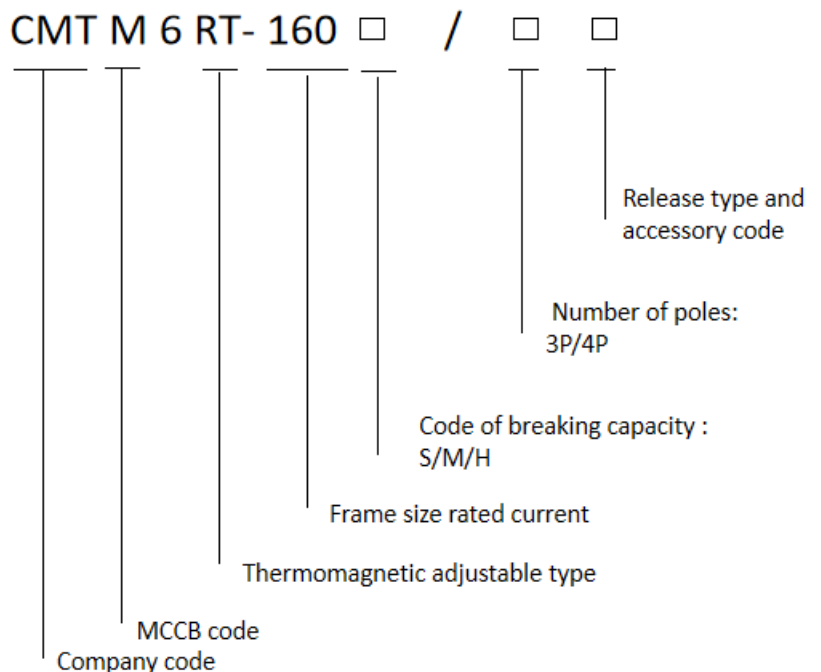 CMT M 6 RT- 160 □ / □ □
Release type and
accessory code
Number of poles:
3P/4P
Code of breaking capacity :
S/M/H
Frame size rated current
Thermomagnetic adjustable type
MCCB code
Company code